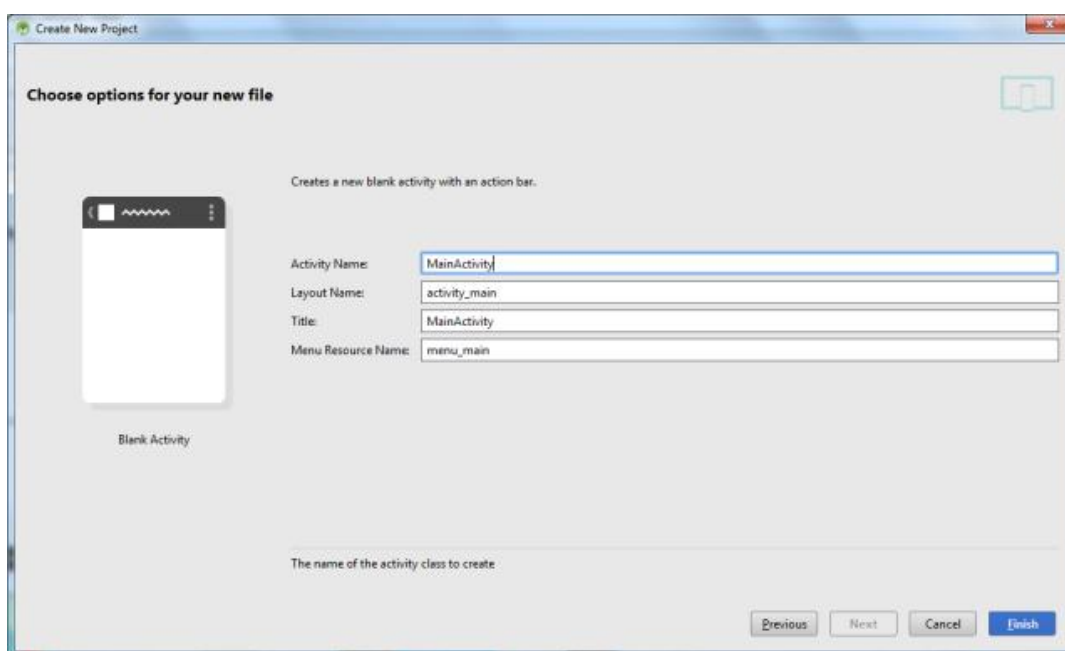 Create New Project
Choose options for your new file
Creates a new blank activity with an action bar.
Activity Name: MainActivity
Layout Name: activity_main
Title: MainActivity
Menu Resource Name: menu_main
Blank Activity
The name of the activity class to create
Previous Next Cancel Finish